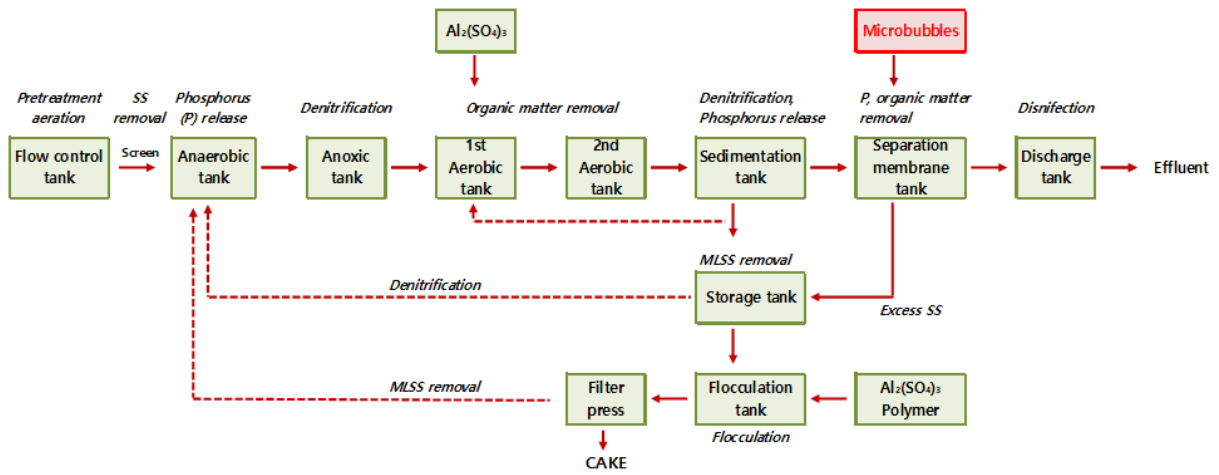 Al₂(SO₄)₃
Microbubbles
Pretreatment
aeration
SS
removal
Phosphorus
(P) release
Denitrification
Organic matter removal
Denitrification,
Phosphorus release
P, organic matter
removal
Disnifection
Flow control
tank
Screen
Anaerobic
tank
Anoxic
tank
1st
Aerobic
tank
2nd
Aerobic
tank
Sedimentation
tank
Separation
membrane
tank
Discharge
tank
Effluent
MLSS removal
Denitrification
Storage tank
Excess SS
MLSS removal
Filter
press
Flocculation
tank
Al₂(SO₄)₃
Polymer
Flocculation
CAKE